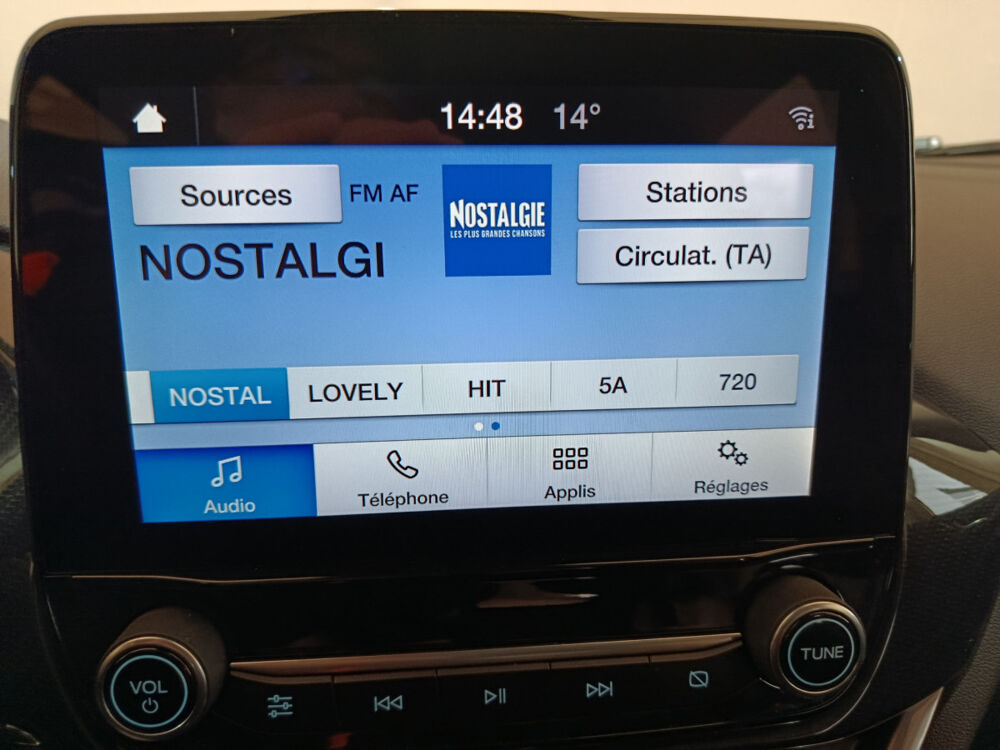 14:48 14°
Sources FM AF
NOSTALGIE
LES PLUS GRANDES CHANSONS
Stations
NOSTALGI
Circulat. (TA)
NOSTAL LOVELY HIT 5A 720
Audio Téléphone Applis Réglages
VOL
TUNE